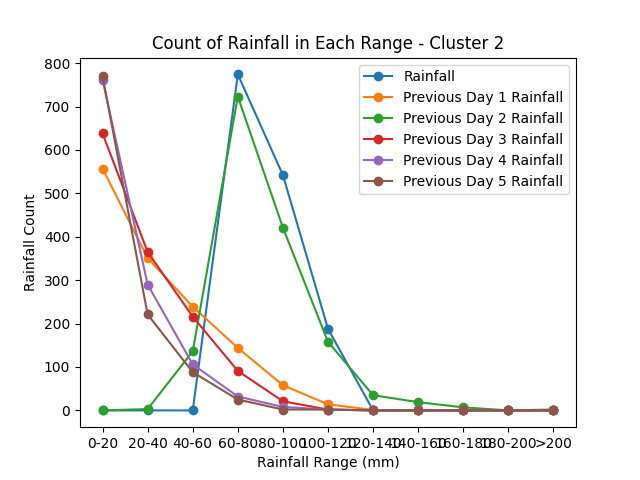 Count of Rainfall in Each Range - Cluster 2
800
700
600
500
400
300
200
100
0
Rainfall Count
Rainfall
Previous Day 1 Rainfall
Previous Day 2 Rainfall
Previous Day 3 Rainfall
Previous Day 4 Rainfall
Previous Day 5 Rainfall
0-20 20-40 40-60 60-80 80-100 100-120 120-140 140-160 160-180 180-200 >200
Rainfall Range (mm)